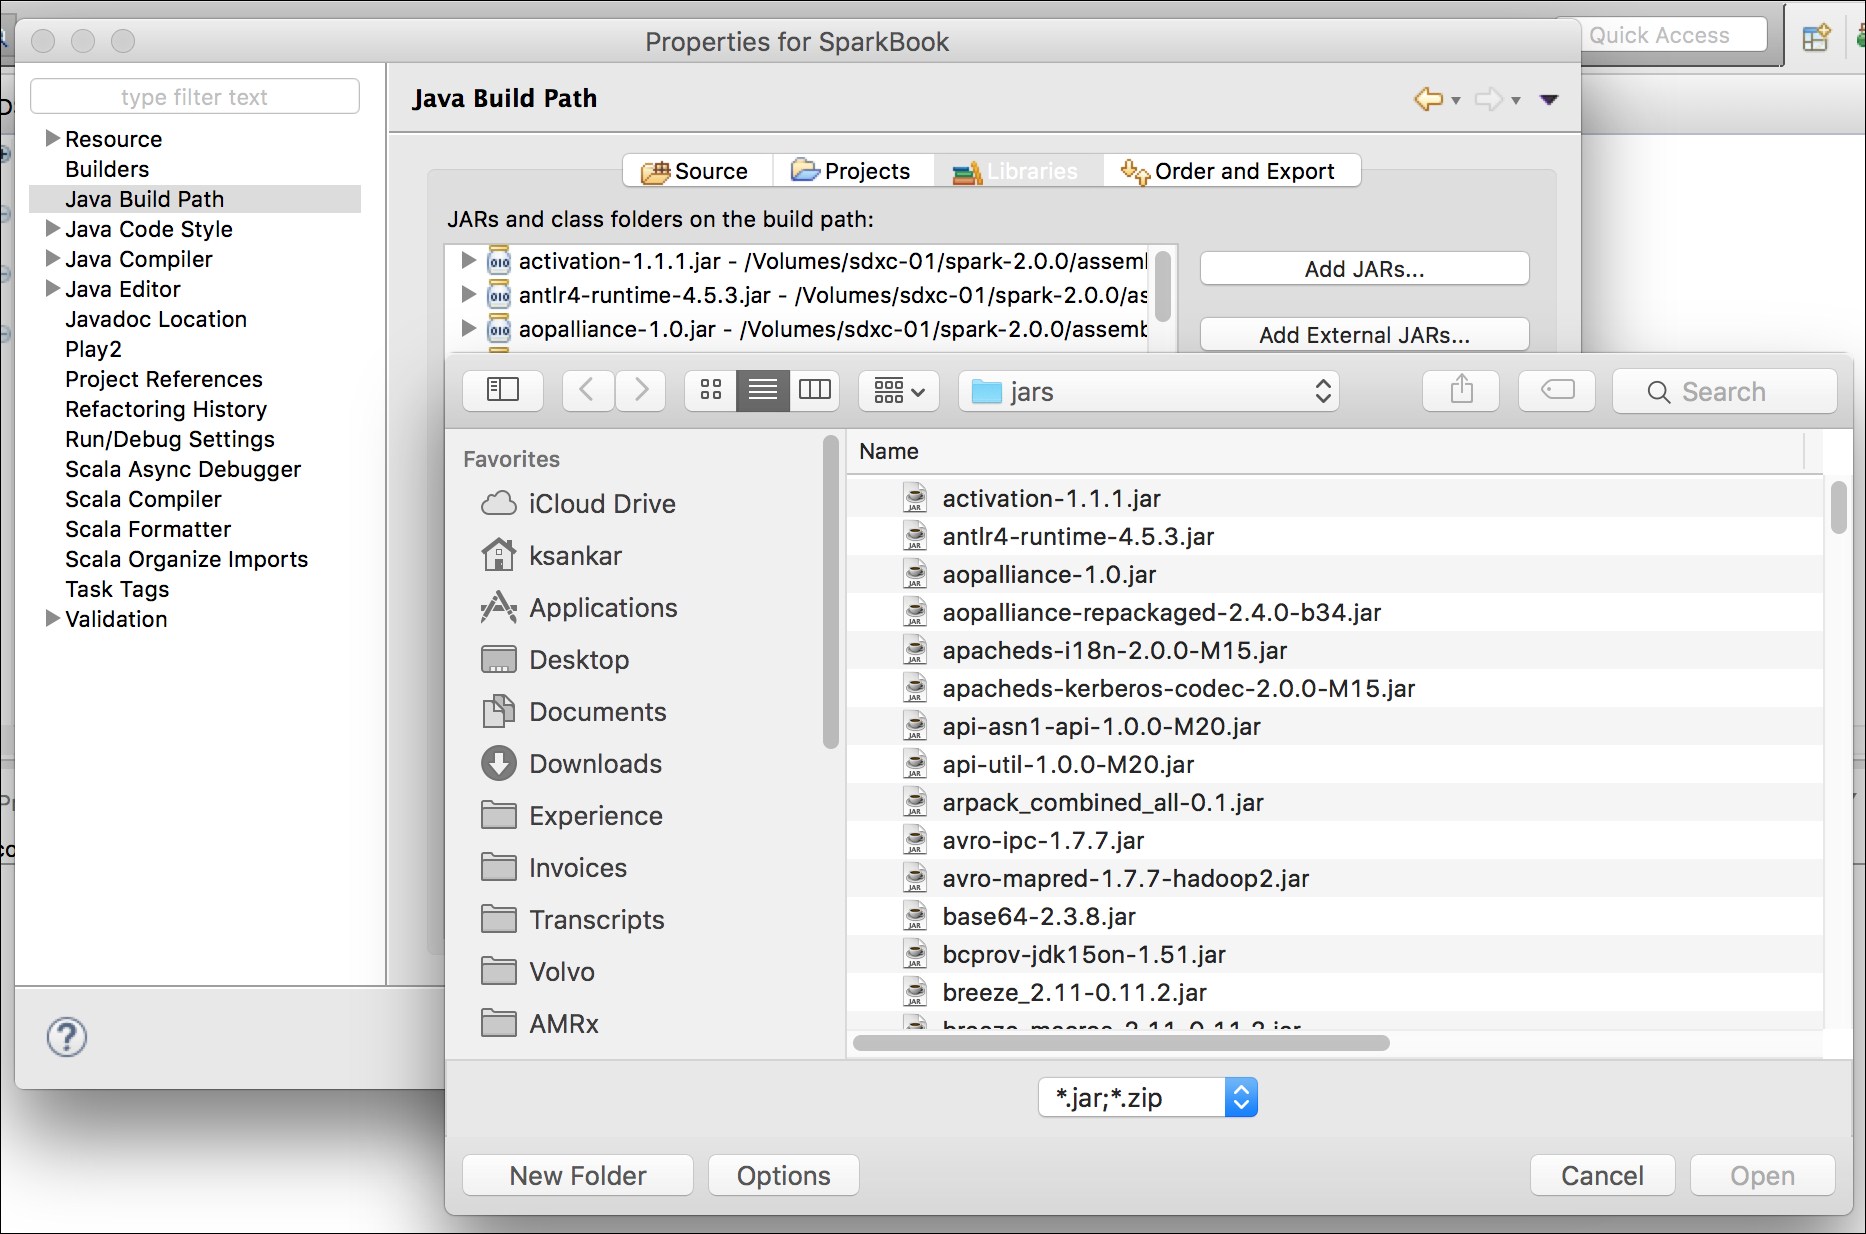 Properties for SparkBook
Quick Access
type filter text
Resource
Builders
Java Build Path
Java Code Style
Java Compiler
Java Editor
Javadoc Location
Play2
Project References
Refactoring History
Run/Debug Settings
Scala Async Debugger
Scala Compiler
Scala Formatter
Scala Organize Imports
Task Tags
Validation
Java Build Path
Source
Projects
Libraries
Order and Export
JARs and class folders on the build path:
activation-1.1.1.jar - /Volumes/sdxc-01/spark-2.0.0/assem
antlr4-runtime-4.5.3.jar - /Volumes/sdxc-01/spark-2.0.0/as
aopalliance-1.0.jar - /Volumes/sdxc-01/spark-2.0.0/assemb
Add JARs...
Add External JARs...
jars
Search
Favorites
iCloud Drive
ksankar
Applications
Desktop
Documents
Downloads
Experience
Invoices
Transcripts
Volvo
AMRx
Name
activation-1.1.1.jar
antlr4-runtime-4.5.3.jar
aopalliance-1.0.jar
aopalliance-repackaged-2.4.0-b34.jar
apacheds-i18n-2.0.0-M15.jar
apacheds-kerberos-codec-2.0.0-M15.jar
api-asn1-api-1.0.0-M20.jar
api-util-1.0.0-M20.jar
arpack_combined_all-0.1.jar
avro-ipc-1.7.7.jar
avro-mapred-1.7.7-hadoop2.jar
base64-2.3.8.jar
bcprov-jdk15on-1.51.jar
breeze_2.11-0.11.2.jar
breeze-macros_2.11-0.11.2.jar
*.jar;*.zip
New Folder
Options
Cancel
Open